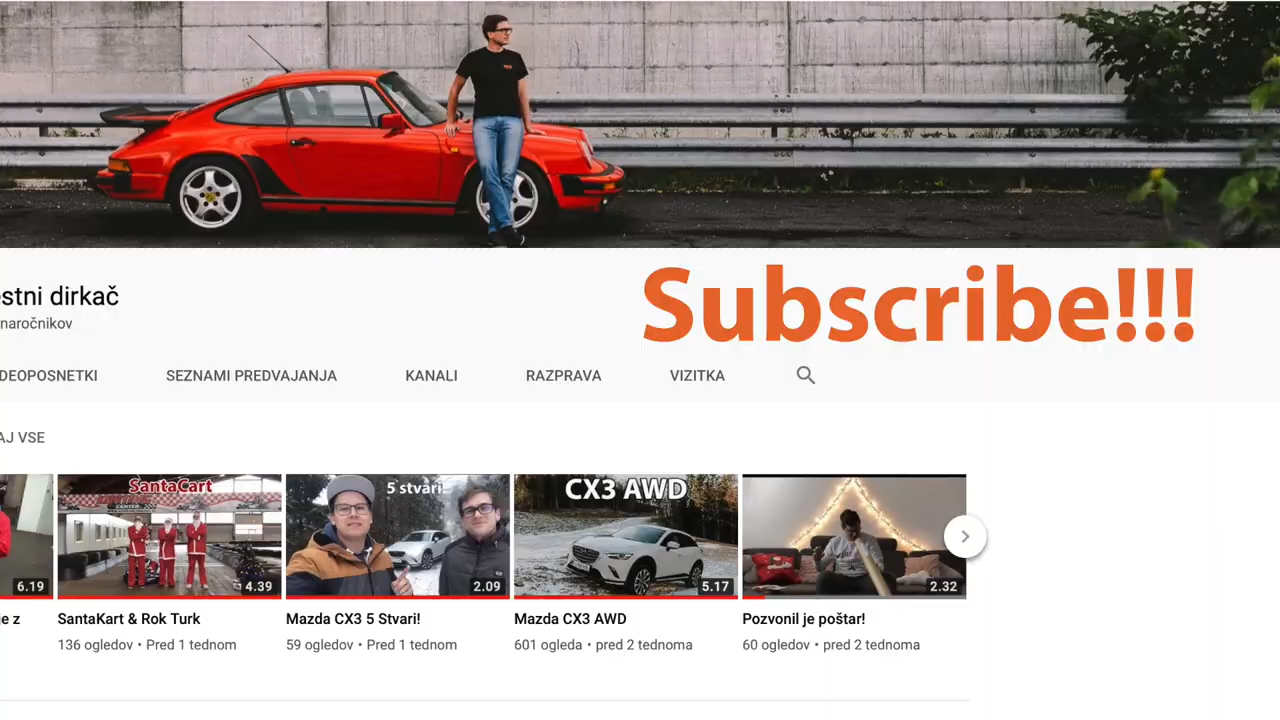 stni dirkač
naročnikov
Subscribe!!!
DEOPOSNETKI SEZNAMI PREDVAJANJA KANALI RAZPRAVA VIZITKA
AJ VSE
SantaCart
5 stvari!
CX3 AWD
6.19 4.39 2.09 5.17 2.32
je z
SantaKart & Rok Turk
Mazda CX3 5 Stvari!
Mazda CX3 AWD
Pozvonil je poštar!
136 ogledov • Pred 1 tednom
59 ogledov • Pred 1 tednom
601 ogleda • pred 2 tednoma
60 ogledov • pred 2 tednoma